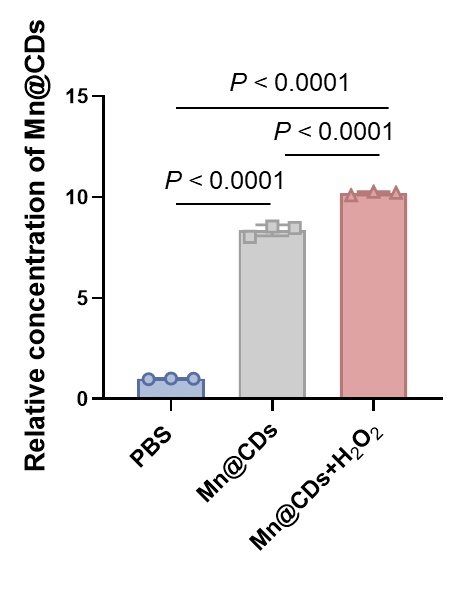 Relative concentration of Mn@CDs
15
10
5
0
P < 0.0001
P < 0.0001
P < 0.0001
PBS
Mn@CDs
Mn@CDs+H₂O₂